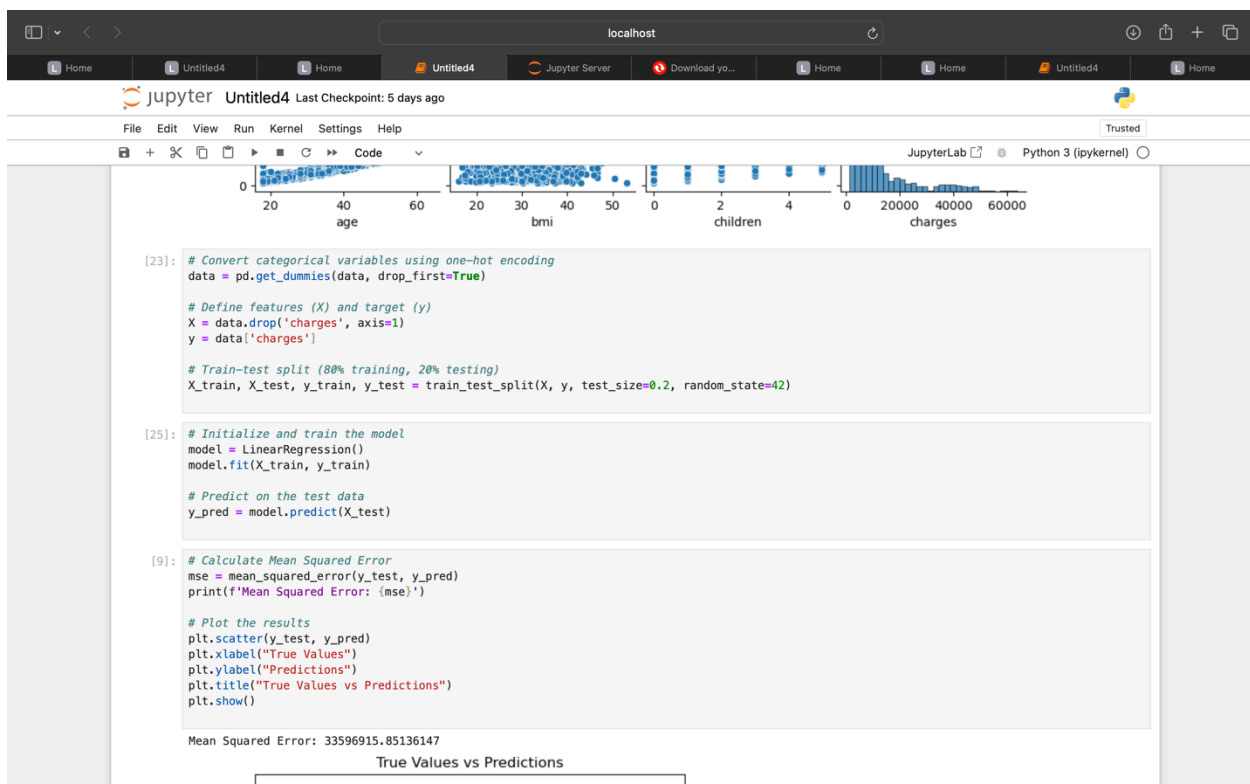 localhost
Home
Untitled4
Home
Untitled4
Jupyter Server
Download yo...
Home
Home
Untitled4
Home
jupyter Untitled4 Last Checkpoint: 5 days ago
File Edit View Run Kernel Settings Help
Trusted
Code
JupyterLab
Python 3 (ipykernel)
0
20 40 60 20 30 40 50 0 2 4 0 20000 40000 60000
age bmi children charges
[23]: # Convert categorical variables using one-hot encoding
data = pd.get_dummies(data, drop_first=True)
# Define features (X) and target (y)
X = data.drop('charges', axis=1)
y = data['charges']
# Train-test split (80% training, 20% testing)
X_train, X_test, y_train, y_test = train_test_split(X, y, test_size=0.2, random_state=42)
[25]: # Initialize and train the model
model = LinearRegression()
model.fit(X_train, y_train)
# Predict on the test data
y_pred = model.predict(X_test)
[9]: # Calculate Mean Squared Error
mse = mean_squared_error(y_test, y_pred)
print(f'Mean Squared Error: {mse}')
# Plot the results
plt.scatter(y_test, y_pred)
plt.xlabel("True Values")
plt.ylabel("Predictions")
plt.title("True Values vs Predictions")
plt.show()
Mean Squared Error: 33596915.85136147
True Values vs Predictions